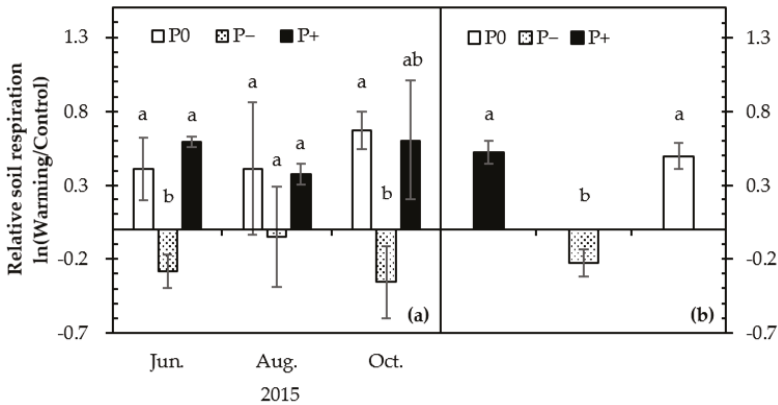 Relative soil respiration
ln(Warming/Control)
1.3
0.8
0.3
-0.2
-0.7
P0 P− P+
a b a
a a a
a b ab
(a)
Jun. Aug. Oct.
2015
P0 P− P+
a b a
(b)
1.3
0.8
0.3
-0.2
-0.7